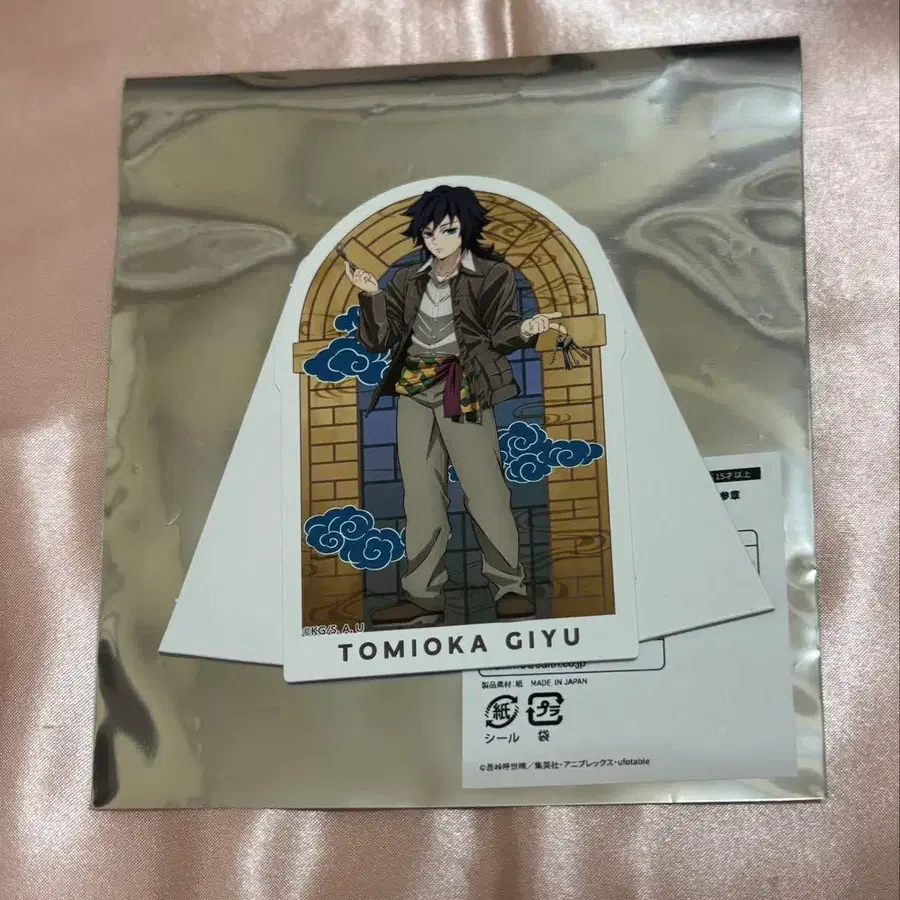 ©KG/S, A, U
TOMIOKA GIYU
15才以上
参章
製品素材:紙 MADE IN JAPAN
紙
プラ
シール
袋
©吾峠呼世晴/集英社・アニプレックス・ufotable